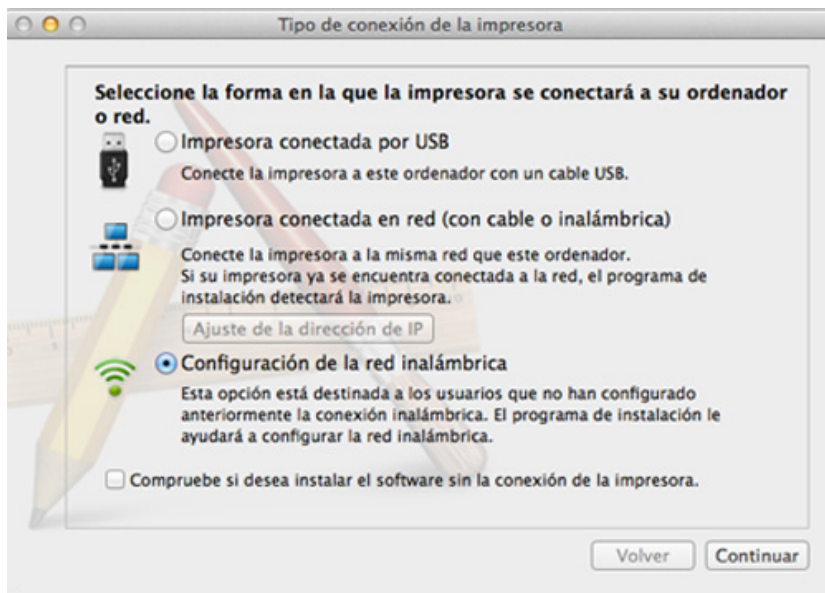 Tipo de conexión de la impresora
Seleccione la forma en la que la impresora se conectará a su ordenador
o red.
Impresora conectada por USB
Conecte la impresora a este ordenador con un cable USB.
Impresora conectada en red (con cable o inalámbrica)
Conecte la impresora a la misma red que este ordenador.
Si su impresora ya se encuentra conectada a la red, el programa de
instalación detectará la impresora.
Ajuste de la dirección de IP
Configuración de la red inalámbrica
Esta opción está destinada a los usuarios que no han configurado
anteriormente la conexión inalámbrica. El programa de instalación le
ayudará a configurar la red inalámbrica.
Compruebe si desea instalar el software sin la conexión de la impresora.
Volver
Continuar